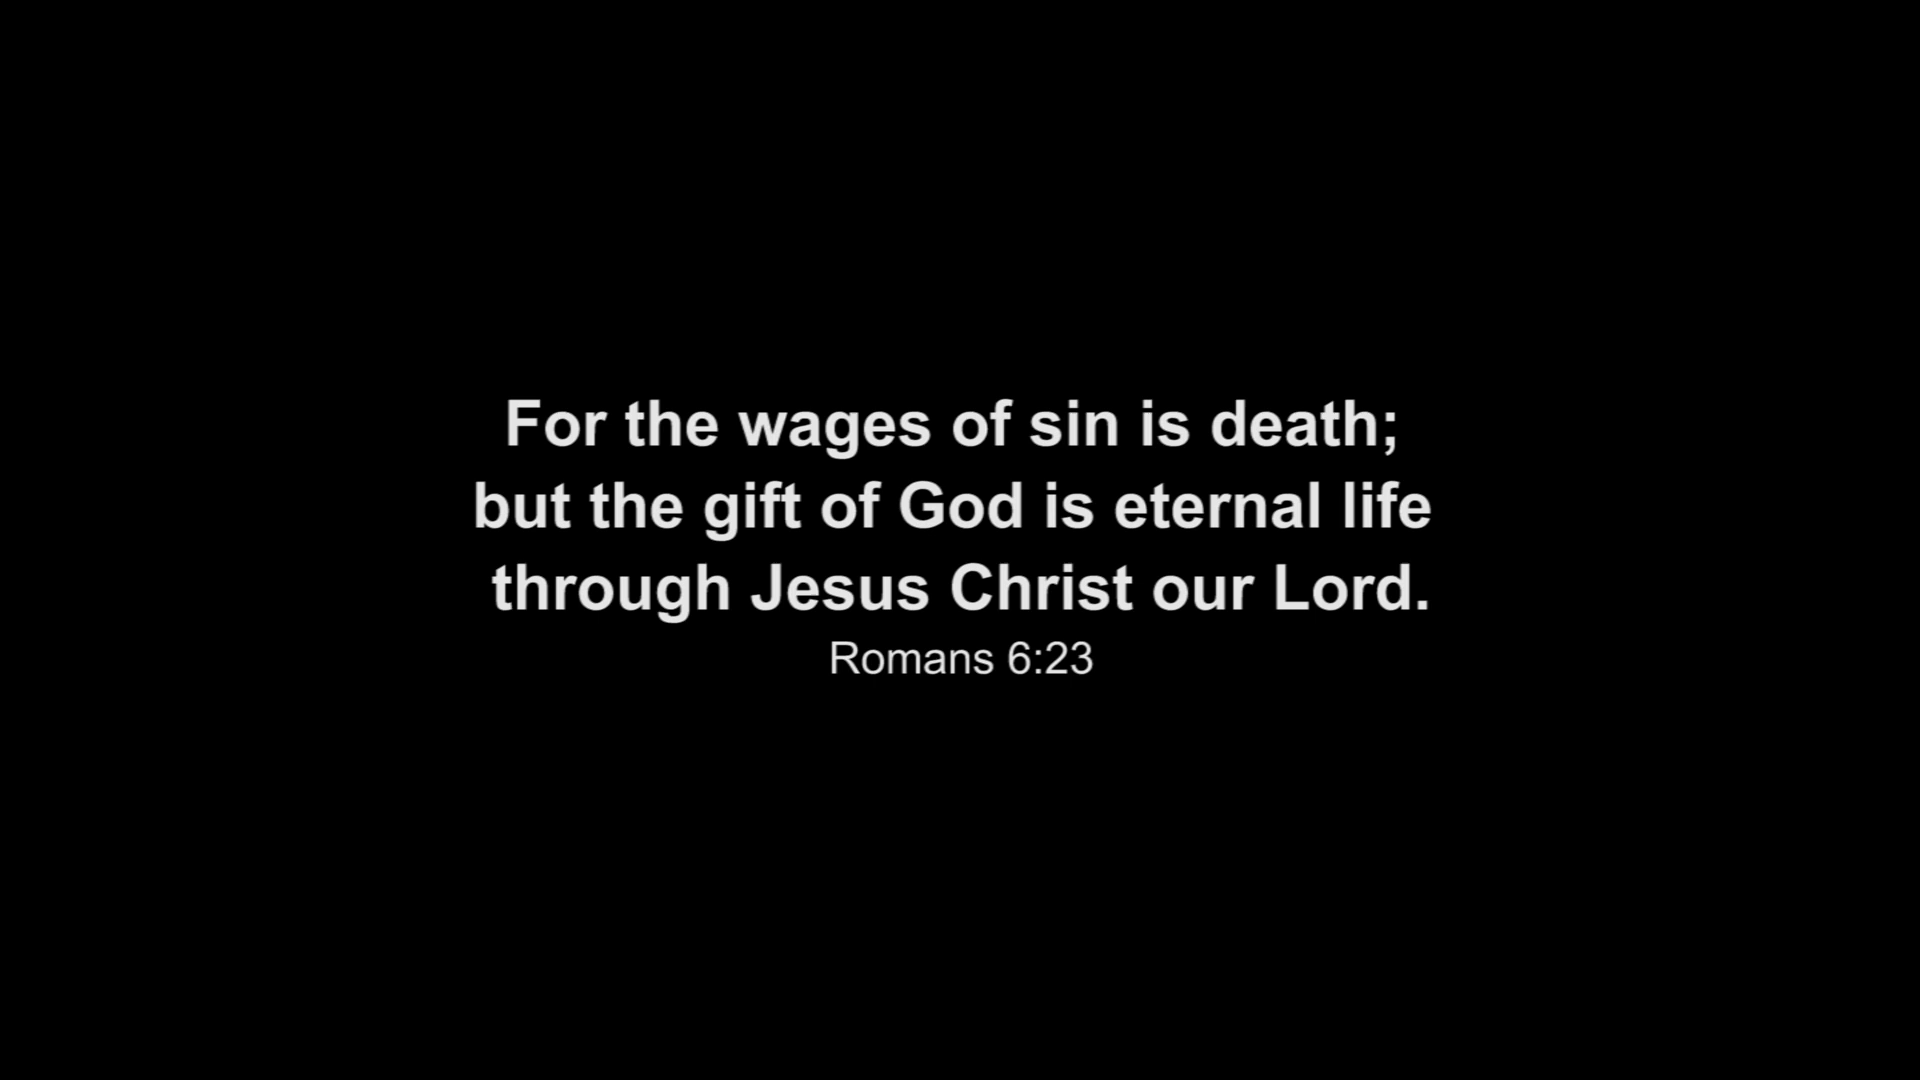 For the wages of sin is death;
but the gift of God is eternal life
through Jesus Christ our Lord.
Romans 6:23